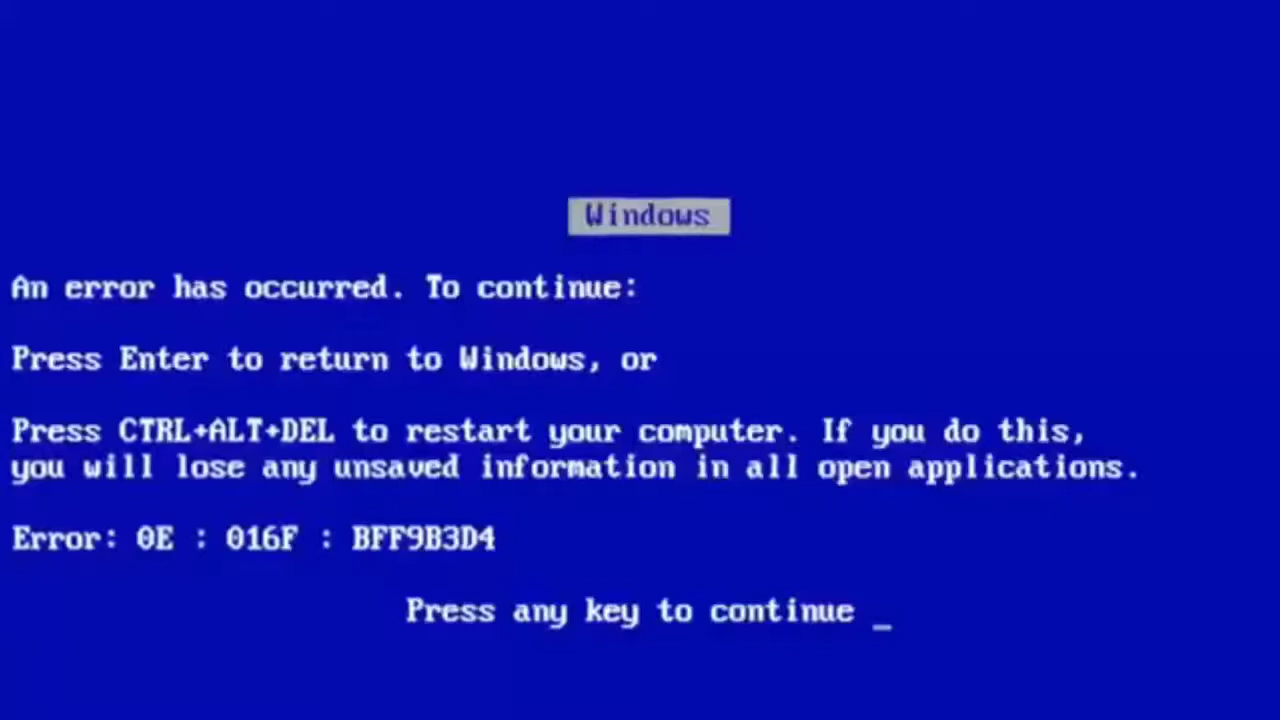 Windows
An error has occurred. To continue:
Press Enter to return to Windows, or
Press CTRL+ALT+DEL to restart your computer. If you do this,
you will lose any unsaved information in all open applications.
Error: 0E : 016F : BFF9B3D4
Press any key to continue _